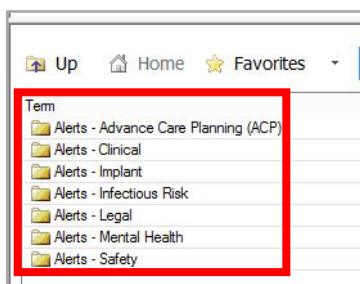 Up Home Favorites
Term
Alerts - Advance Care Planning (ACP)
Alerts - Clinical
Alerts - Implant
Alerts - Infectious Risk
Alerts - Legal
Alerts - Mental Health
Alerts - Safety